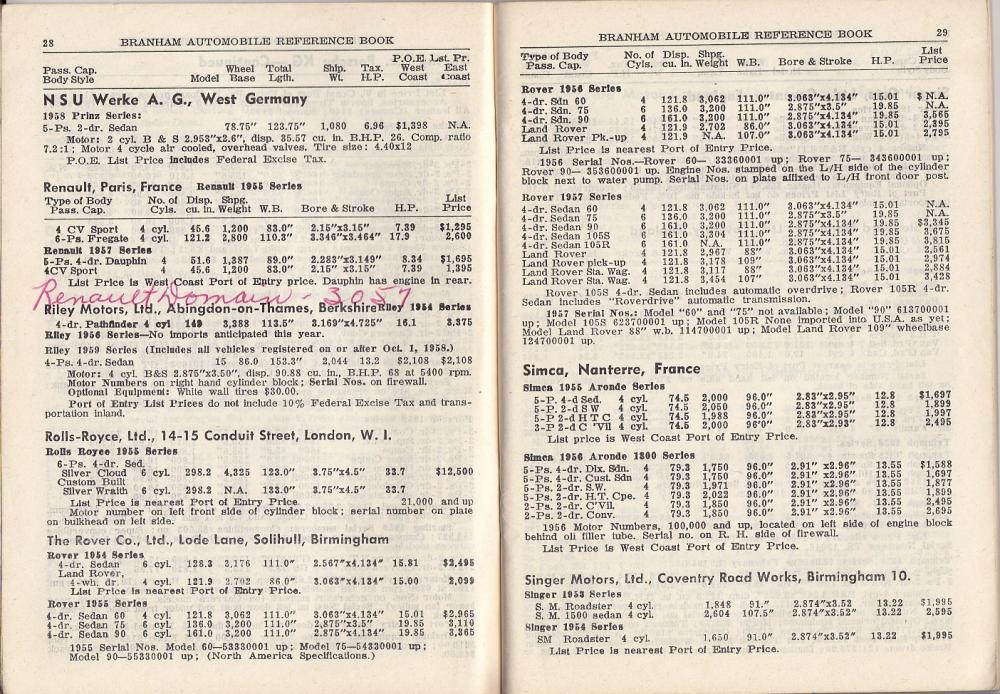 28 BRANHAM AUTOMOBILE REFERENCE BOOK
P.O.E. Lst. Pr.
Pass. Cap. Wheel Total Ship. Tax. West East
Body Style Model Base Lgth. Wt. H.P. Coast Coast
NSU Werke A. G., West Germany
1958 Prinz Series:
5-Ps. 2-dr. Sedan 78.75" 123.75" 1,080 6.96 $1,398 N.A.
Motor: 2 cyl. B & S 2.953"x2.6", disp. 35.57 cu. in. B.H.P. 26. Comp. ratio
7.2:1; Motor 4 cycle air cooled, overhead valves. Tire size: 4.40x12
P.O.E. List Price includes Federal Excise Tax.
Renault, Paris, France Renault 1955 Series
Type of Body No. of Disp. Shpg. List
Pass. Cap. Cyls. cu. in. Weight W.B. Bore & Stroke H.P. Price
4 CV Sport 4 cyl. 45.6 1,200 83.0" 2.15"x3.15" 7.39 $1,295
6-Ps. Fregate 4 cyl. 121.2 2,800 110.3" 3.346"x3.464" 17.9 2,600
Renault 1957 Series
5-Ps. 4-dr. Dauphin 4 51.6 1,387 89.0" 2.283"x3.149" 8.34 $1,695
4CV Sport 4 45.6 1,200 83.0" 2.15" x3.15" 7.39 1,395
List Price is West Coast Port of Entry price. Dauphin has engine in rear.
Renault Domain - 3057
Riley Motors, Ltd., Abingdon-on-Thames, Berkshire Riley 1954 Series
4-dr. Pathfinder 4 cyl 149 3,388 113.5" 3.169"x4.725" 16.1 3,375
Riley 1956 Series—No imports anticipated this year.
Riley 1959 Series (Includes all vehicles registered on or after Oct. 1, 1958.)
4-Ps. 4-dr. Sedan 15 86.0 153.3" 2,044 13.2 $2,108 $2,108
Motor: 4 cyl. B&S 2.875"x3.50", disp. 90.88 cu. in., B.H.P. 68 at 5400 rpm.
Motor Numbers on right hand cylinder block; Serial Nos. on firewall.
Optional Equipment: White wall tires $30.00.
Port of Entry List Prices do not include 10% Federal Excise Tax and trans-
portation inland.
Rolls-Royce, Ltd., 14-15 Conduit Street, London, W. I.
Rolls Royce 1955 Series
6-Ps. 4-dr. Sed.
Silver Cloud 6 cyl. 298.2 4,325 123.0" 3.75"x4.5" 33.7 $12,500
Custom Built
Silver Wraith 6 cyl. 298.2 N.A. 133.0" 3.75"x4.5" 33.7
List Price is nearest Port of Entry Price. 21,000 and up
Motor number on left front side of cylinder block; serial number on plate
on bulkhead on left side.
The Rover Co., Ltd., Lode Lane, Solihull, Birmingham
Rover 1954 Series
4-dr. Sedan 6 cyl. 128.3 3,176 111.0" 2.567"x4.134" 15.81 $2,495
Land Rover,
4-wh. dr. 4 cyl. 121.9 2,702 86.0" 3.063"x4.134" 15.00 2,099
List Price is nearest Port of Entry Price.
Rover 1955 Series
4-dr. Sedan 60 4 cyl. 121.8 3,062 111.0" 3.063"x4.134" 15.01 $2,965
4-dr. Sedan 75 6 cyl. 136.0 3,200 111.0" 2.875"x3.5" 19.85 3,110
4-dr. Sedan 90 6 cyl. 161.0 3,200 111.0" 2.875"x4.134" 19.85 3,365
1955 Serial Nos. Model 60—53330001 up; Model 75—54330001 up;
Model 90—55330001 up; (North America Specifications.)
BRANHAM AUTOMOBILE REFERENCE BOOK 29
Type of Body No. of Disp. Shpg. List
Pass. Cap. Cyls. cu. in. Weight W.B. Bore & Stroke H.P. Price
Rover 1956 Series
4-dr. Sdn 60 4 121.8 3,062 111.0" 3.063"x4.134" 15.01 $ N.A.
4-dr. Sdn. 75 6 136.0 3,200 111.0" 2.875"x3.5" 19.85 N.A.
4-dr. Sdn. 90 6 161.0 3,200 111.0" 2.875"x4.134" 19.85 3,565
Land Rover 4 121.9 2,702 86.0" 3.063"x4.134" 15.01 2,395
Land Rover Pk.-up 4 121.9 N.A. 107.0" 3.063"x4.134" 15.01 2,795
List Price is nearest Port of Entry Price.
1956 Serial Nos.—Rover 60— 33360001 up; Rover 75— 343600001 up;
Rover 90— 353600001 up. Engine Nos. stamped on the L/H side of the cylinder
block next to water pump. Serial Nos. on plate affixed to L/H front door post.
Rover 1957 Series
4-dr. Sedan 60 4 121.8 3,062 111.0" 3.063"x4.134" 15.01 N.A.
4-dr. Sedan 75 6 136.0 3,200 111.0" 2.875"x3.5" 19.85 N.A.
4-dr. Sedan 90 6 161.0 3,200 111.0" 2.875"x4.134" 19.85 $3,345
4-dr. Sedan 105S 6 161.0 3,304 111.0" 2.875"x4.134" 19.85 3,675
4-dr. Sedan 105R 6 161.0 N.A. 111.0" 2.875"x4.134" 19.85 3,815
Land Rover 4 121.8 2,967 88" 3.063"x4.134" 15.01 2,561
Land Rover pick-up 4 121.8 3,178 109" 3.063"x4.134" 15.01 2,974
Land Rover Sta. Wag. 4 121.8 3,117 88" 3.063"x4.134" 15.01 2,884
Land Rover Sta. Wag. 4 121.8 3,454 107" 3.063"x4.134" 15.01 3,428
Rover 105S 4-dr. Sedan includes automatic overdrive; Rover 105R 4-dr.
Sedan includes "Roverdrive" automatic transmission.
1957 Serial Nos.: Model "60" and "75" not available; Model "90" 613700001
up; Model 105S 623700001 up; Model 105R None imported into U.S.A. as yet;
Model Land Rover 88" w.b. 114700001 up; Model Land Rover 109" wheelbase
124700001 up.
Simca, Nanterre, France
Simca 1955 Aronde Series
5-P. 4-d Sed. 4 cyl. 74.5 2,000 96.0" 2.83"x2.95" 12.8 $1,697
5-P. 2-d S W 4 cyl. 74.5 2,050 96.0" 2.83"x2.95" 12.8 1,899
5-P 2-d H T C 4 cyl. 74.5 1,988 96.0" 2.83"x2.95" 12.8 1,997
3-P 2-d C 'Vil 4 cyl. 74.5 2,000 96'0" 2.83"x2.93" 12.8 2,495
List price is West Coast Port of Entry Price.
Simca 1956 Aronde 1300 Series
5-Ps. 4-dr. Dlx. Sdn. 4 79.3 1,750 96.0" 2.91" x2.96" 13.55 $1,588
5-Ps. 4-dr. Cust. Sdn 4 79.3 1,750 96.0" 2.91" x2.96" 13.55 1,697
5-Ps. 2-dr. S.W. 4 79.3 1,971 96.0" 2.91" x2.96" 13.55 1,877
5-Ps. 2-dr. H.T. Cpe. 4 79.3 2,022 96.0" 2.91" x2.96" 13.55 1,899
2-Ps. 2-dr. C'Vil. 4 79.3 1,850 96.0" 2.91" x2.96" 13.55 2,495
2-Ps. 2-dr. Conv. 4 79.3 1,850 96.0" 2.91" x2.96" 13.55 2,695
1956 Motor Numbers, 100,000 and up, located on left side of engine block
behind oil filler tube. Serial no. on R. H. side of firewall.
List Price is West Coast Port of Entry Price.
Singer Motors, Ltd., Coventry Road Works, Birmingham 10.
Singer 1953 Series
S. M. Roadster 4 cyl. 1,848 91." 2.874"x3.52 13.22 $1,995
S. M. 1500 sedan 4 cyl. 2,604 107.5" 2.874"x3.52" 13.22 2,595
Singer 1954 Series
SM Roadster 4 cyl. 1,650 91.0" 2.874"x3.52" 13.22 $1,995
List Price is nearest Port of Entry Price.